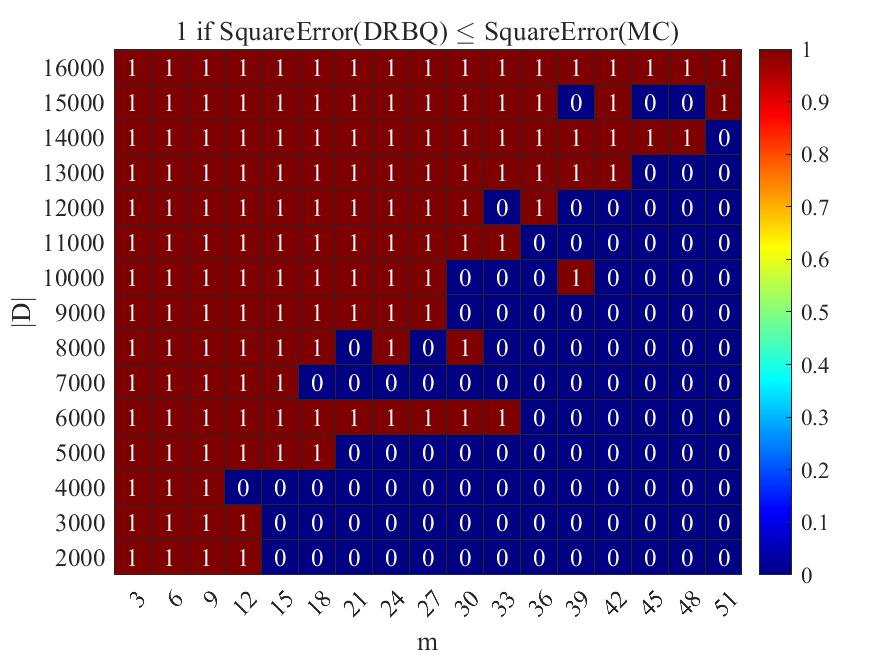 1 if SquareError(DRBQ) ≤ SquareError(MC)
16000 1 1 1 1 1 1 1 1 1 1 1 1 1 1 1 1 1
15000 1 1 1 1 1 1 1 1 1 1 1 1 0 1 0 0 1
14000 1 1 1 1 1 1 1 1 1 1 1 1 1 1 1 1 0
13000 1 1 1 1 1 1 1 1 1 1 1 1 1 1 0 0 0
12000 1 1 1 1 1 1 1 1 1 1 0 1 0 0 0 0 0
11000 1 1 1 1 1 1 1 1 1 1 1 0 0 0 0 0 0
10000 1 1 1 1 1 1 1 1 1 0 0 0 1 0 0 0 0
9000 1 1 1 1 1 1 1 1 1 0 0 0 0 0 0 0 0
8000 1 1 1 1 1 1 0 1 0 1 0 0 0 0 0 0 0
7000 1 1 1 1 1 0 0 0 0 0 0 0 0 0 0 0 0
6000 1 1 1 1 1 1 1 1 1 1 1 0 0 0 0 0 0
5000 1 1 1 1 1 1 0 0 0 0 0 0 0 0 0 0 0
4000 1 1 1 0 0 0 0 0 0 0 0 0 0 0 0 0 0
3000 1 1 1 1 0 0 0 0 0 0 0 0 0 0 0 0 0
2000 1 1 1 1 0 0 0 0 0 0 0 0 0 0 0 0 0
|D|
3 6 9 12 15 18 21 24 27 30 33 36 39 42 45 48 51
m
1
0.9
0.8
0.7
0.6
0.5
0.4
0.3
0.2
0.1
0